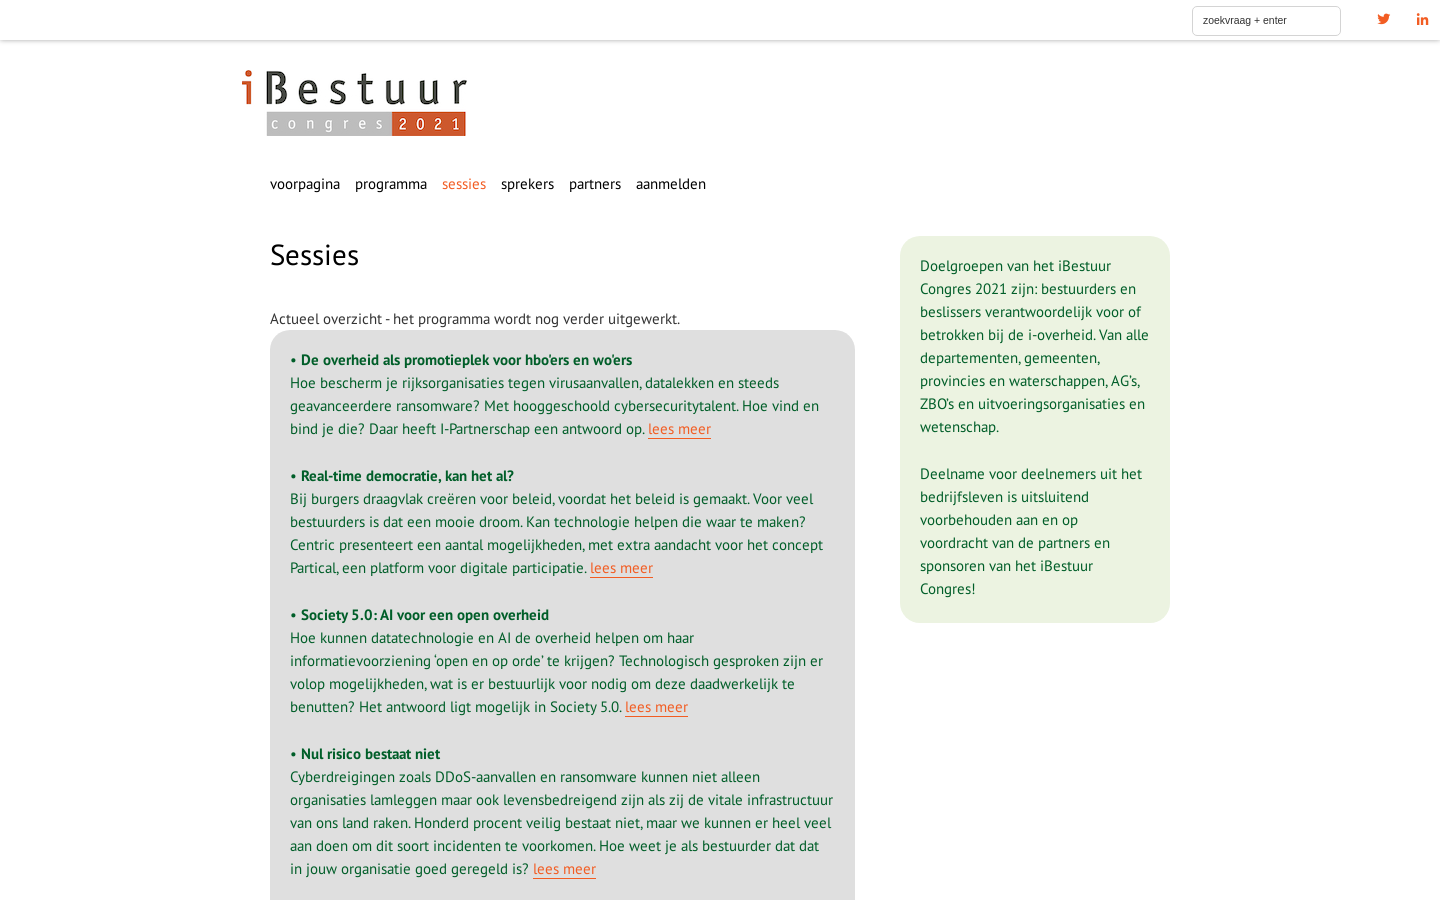 zoekvraag + enter
iBestuur
congres 2021
voorpagina programma sessies sprekers partners aanmelden
Sessies
Actueel overzicht - het programma wordt nog verder uitgewerkt.
• De overheid als promotieplek voor hbo'ers en wo'ers
Hoe bescherm je rijksorganisaties tegen virusaanvallen, datalekken en steeds
geavanceerdere ransomware? Met hooggeschoold cybersecuritytalent. Hoe vind en
bind je die? Daar heeft I-Partnerschap een antwoord op. lees meer
• Real-time democratie, kan het al?
Bij burgers draagvlak creëren voor beleid, voordat het beleid is gemaakt. Voor veel
bestuurders is dat een mooie droom. Kan technologie helpen die waar te maken?
Centric presenteert een aantal mogelijkheden, met extra aandacht voor het concept
Partical, een platform voor digitale participatie. lees meer
• Society 5.0: AI voor een open overheid
Hoe kunnen datatechnologie en AI de overheid helpen om haar
informatievoorziening ‘open en op orde’ te krijgen? Technologisch gesproken zijn er
volop mogelijkheden, wat is er bestuurlijk voor nodig om deze daadwerkelijk te
benutten? Het antwoord ligt mogelijk in Society 5.0. lees meer
• Nul risico bestaat niet
Cyberdreigingen zoals DDoS-aanvallen en ransomware kunnen niet alleen
organisaties lamleggen maar ook levensbedreigend zijn als zij de vitale infrastructuur
van ons land raken. Honderd procent veilig bestaat niet, maar we kunnen er heel veel
aan doen om dit soort incidenten te voorkomen. Hoe weet je als bestuurder dat dat
in jouw organisatie goed geregeld is? lees meer
Doelgroepen van het iBestuur
Congres 2021 zijn: bestuurders en
beslissers verantwoordelijk voor of
betrokken bij de i-overheid. Van alle
departementen, gemeenten,
provincies en waterschappen, AG’s,
ZBO’s en uitvoeringsorganisaties en
wetenschap.
Deelname voor deelnemers uit het
bedrijfsleven is uitsluitend
voorbehouden aan en op
voordracht van de partners en
sponsoren van het iBestuur
Congres!